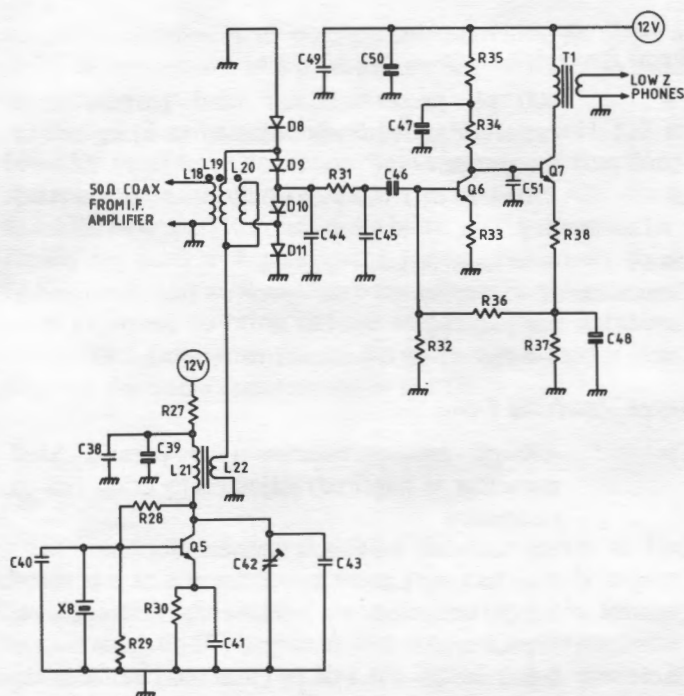 12V
C49
C50
R35
T1
LOW Z
PHONES
D8
C47
R34
D9
Q7
L19
L18
L20
R31
C46
Q6
C51
50Ω COAX
FROM I.F.
AMPLIFIER
D10
C44
C45
R33
R38
D11
R36
R32
R37
C48
12V
R27
C38
C39
L21
L22
R28
Q5
C40
C42
C43
X8
R30
R29
C41